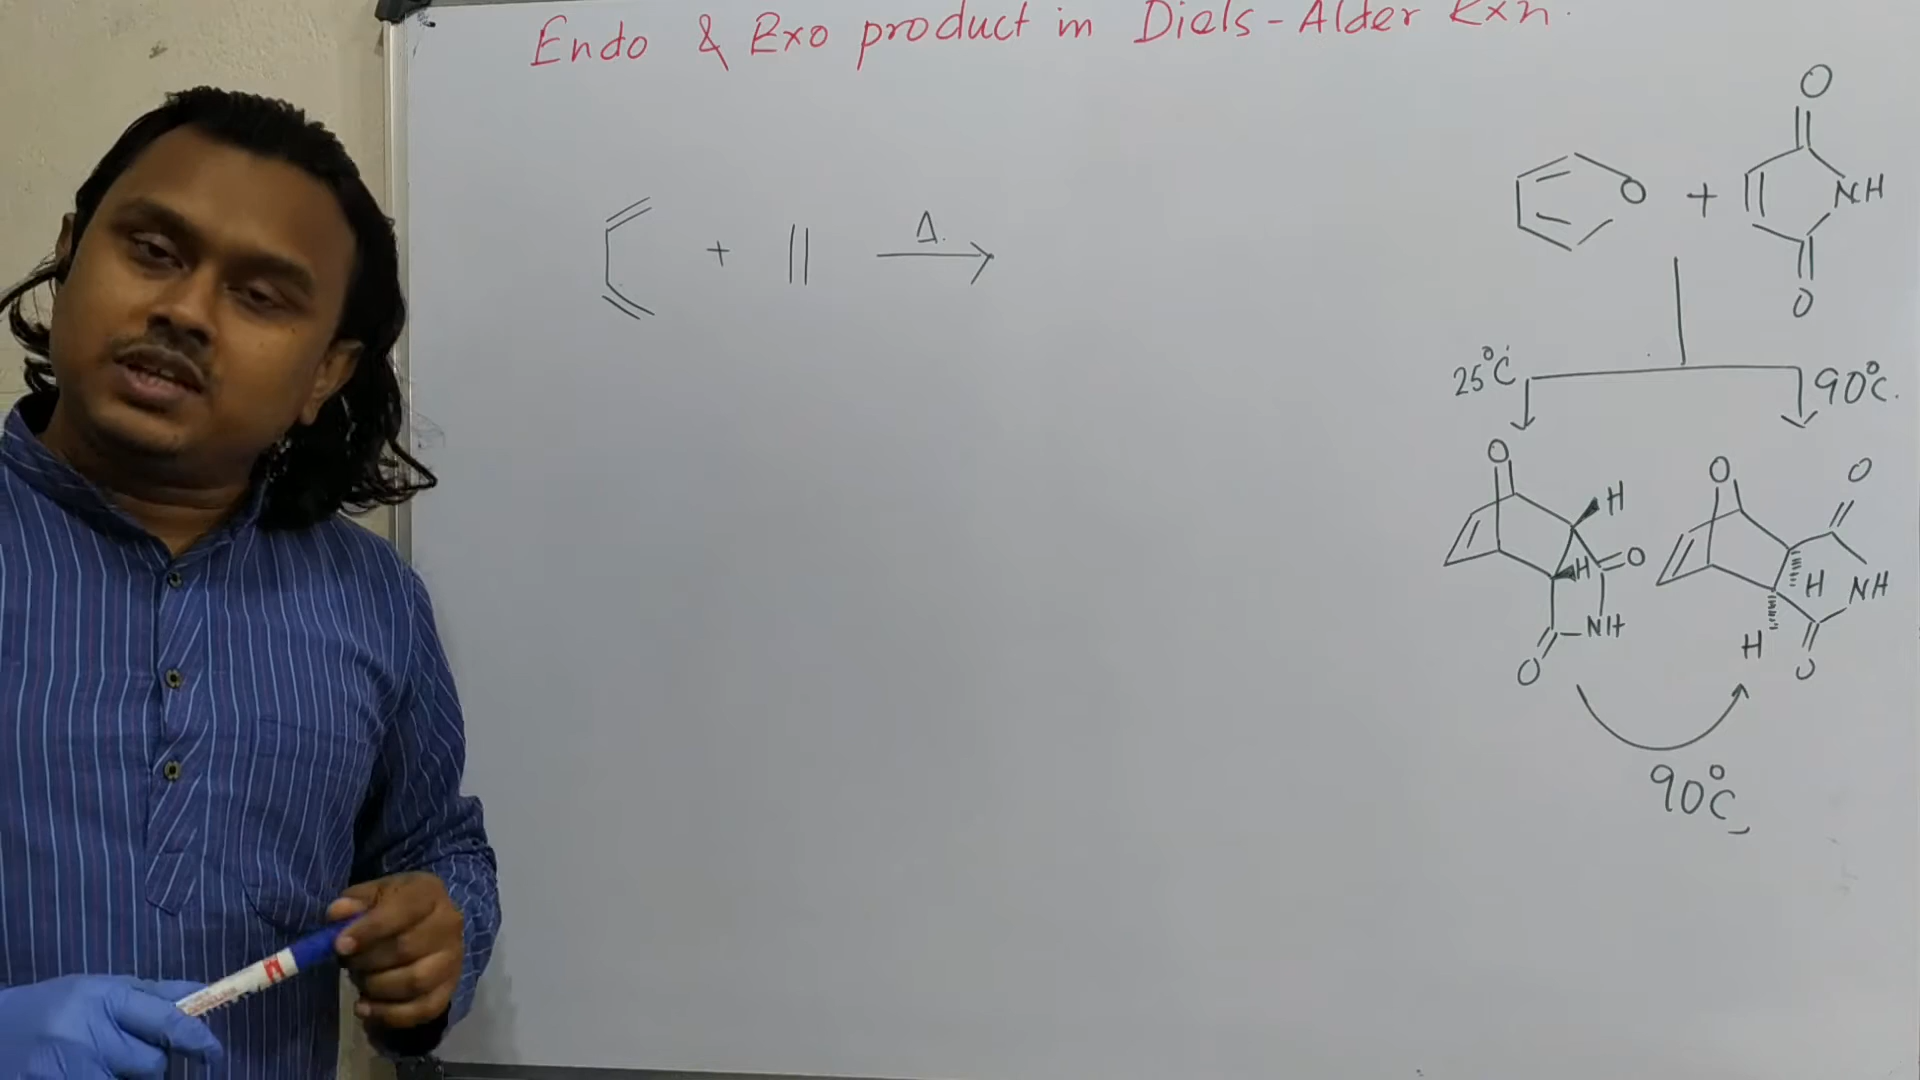 Endo & Exo product in Diels-Alder Rxn.
+ Δ
O
O + NH
O
25°C 90°C.
O H
H O
NH
O
O O
H NH
H
O
90°C